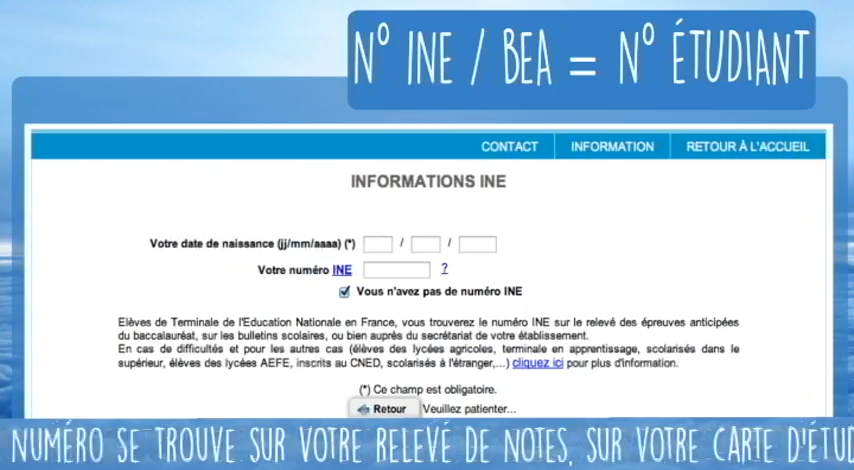 N° INE / BEA = N° ÉTUDIANT
CONTACT INFORMATION RETOUR À L'ACCUEIL
INFORMATIONS INE
Votre date de naissance (jj/mm/aaaa) (*) / /
Votre numéro INE ?
Vous n'avez pas de numéro INE
Elèves de Terminale de l'Education Nationale en France, vous trouverez le numéro INE sur le relevé des épreuves anticipées
du baccalauréat, sur les bulletins scolaires, ou bien auprès du secrétariat de votre établissement.
En cas de difficultés et pour les autres cas (élèves des lycées agricoles, terminale en apprentissage, scolarisés dans le
supérieur, élèves des lycées AEFE, inscrits au CNED, scolarisés à l'étranger,...) cliquez ici pour plus d'information.
(*) Ce champ est obligatoire.
Retour Veuillez patienter...
NUMÉRO SE TROUVE SUR VOTRE RELEVÉ DE NOTES, SUR VOTRE CARTE D'ÉTUD